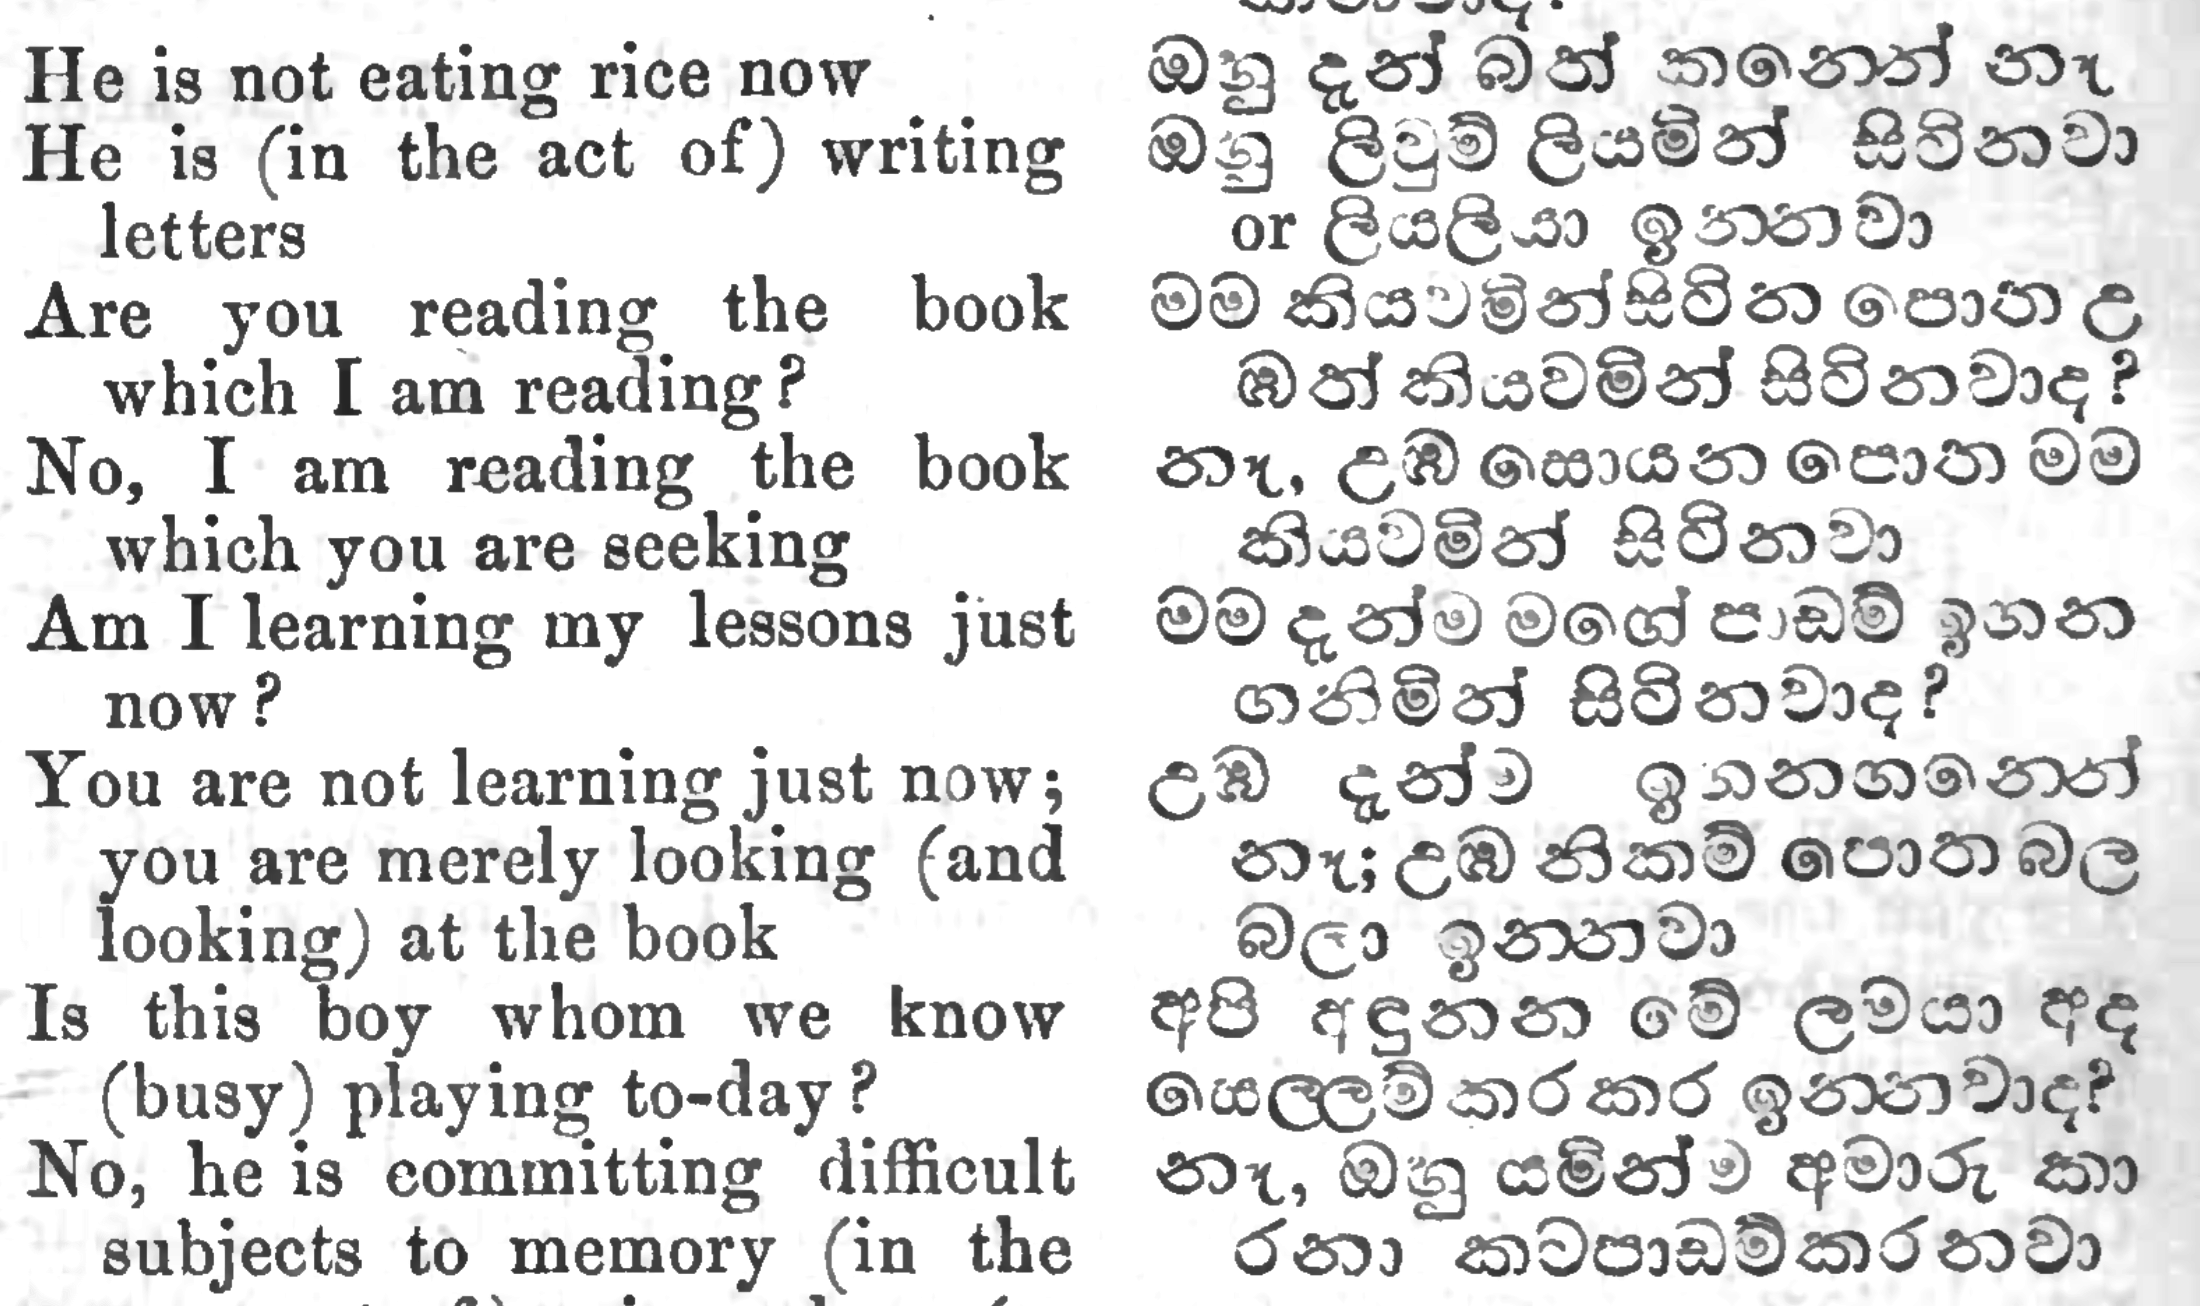 He is not eating rice now
He is (in the act of) writing
letters
Are you reading the book
which I am reading?
No, I am reading the book
which you are seeking
Am I learning my lessons just
now?
You are not learning just now;
you are merely looking (and
looking) at the book
Is this boy whom we know
(busy) playing to-day?
No, he is committing difficult
subjects to memory (in the
ඔහු දැන් බත් කනෙත් නෑ
ඔහු ලිවුම් ලියමින් සිටිනවා
or ලියලියා ඉන්නවා
මම කියවමින්සිටින පොත උ
ඹත් කියවමින් සිටිනවාද?
නෑ, උඹ සොයන පොත මම
කියවමින් සිටිනවා
මම දැන්ම මගේ පාඩම් ඉගන
ගනිමින් සිටිනවාද?
උඹ දැන්ම ඉගනගනෙත්
නෑ; උඹ නිකම් පොත බල
බලා ඉන්නවා
අපි අඳුනන මේ ලමයා අද
යෙල්ලම්කරකර ඉන්නවාද?
නෑ, ඔහු යම්න්ම අමාරු කා
රනා කටපාඩම්කරනවා